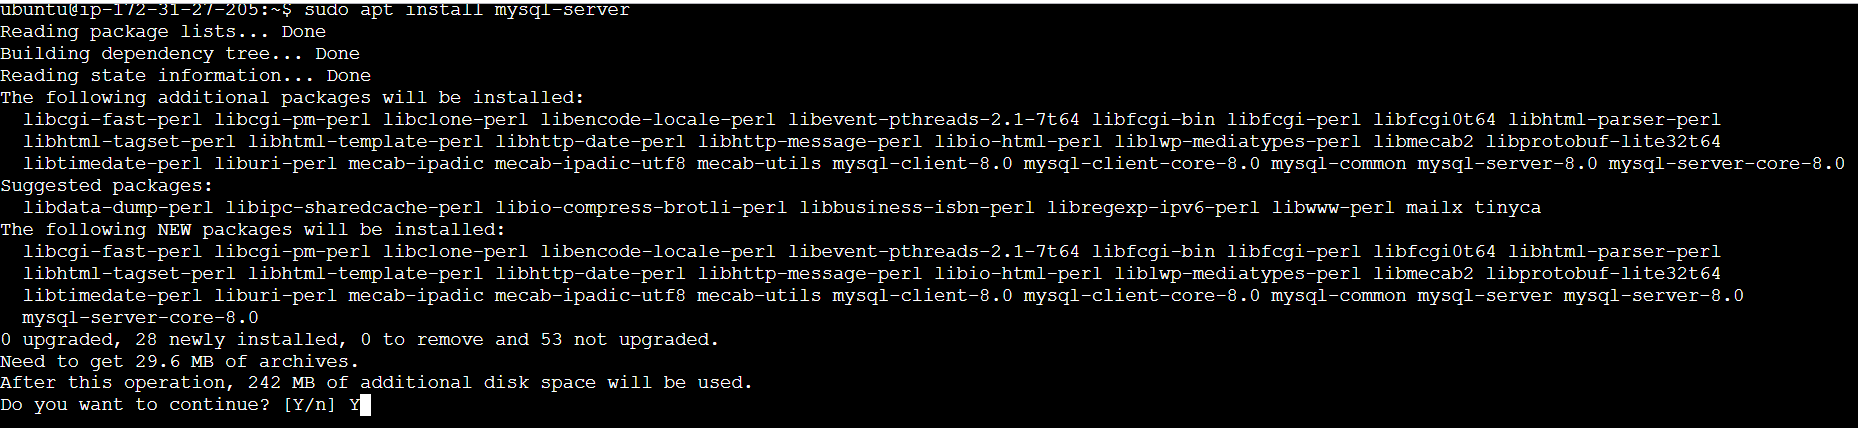 ubuntu@ip-172-31-27-205:~$ sudo apt install mysql-server
Reading package lists... Done
Building dependency tree... Done
Reading state information... Done
The following additional packages will be installed:
  libcgi-fast-perl libcgi-pm-perl libclone-perl libencode-locale-perl libevent-pthreads-2.1-7t64 libfcgi-bin libfcgi-perl libfcgi0t64 libhtml-parser-perl
  libhtml-tagset-perl libhtml-template-perl libhttp-date-perl libhttp-message-perl libio-html-perl liblwp-mediatypes-perl libmecab2 libprotobuf-lite32t64
  libtimedate-perl liburi-perl mecab-ipadic mecab-ipadic-utf8 mecab-utils mysql-client-8.0 mysql-client-core-8.0 mysql-common mysql-server-8.0 mysql-server-core-8.0
Suggested packages:
  libdata-dump-perl libipc-sharedcache-perl libio-compress-brotli-perl libbusiness-isbn-perl libregexp-ipv6-perl libwww-perl mailx tinyca
The following NEW packages will be installed:
  libcgi-fast-perl libcgi-pm-perl libclone-perl libencode-locale-perl libevent-pthreads-2.1-7t64 libfcgi-bin libfcgi-perl libfcgi0t64 libhtml-parser-perl
  libhtml-tagset-perl libhtml-template-perl libhttp-date-perl libhttp-message-perl libio-html-perl liblwp-mediatypes-perl libmecab2 libprotobuf-lite32t64
  libtimedate-perl liburi-perl mecab-ipadic mecab-ipadic-utf8 mecab-utils mysql-client-8.0 mysql-client-core-8.0 mysql-common mysql-server mysql-server-8.0
  mysql-server-core-8.0
0 upgraded, 28 newly installed, 0 to remove and 53 not upgraded.
Need to get 29.6 MB of archives.
After this operation, 242 MB of additional disk space will be used.
Do you want to continue? [Y/n] Y